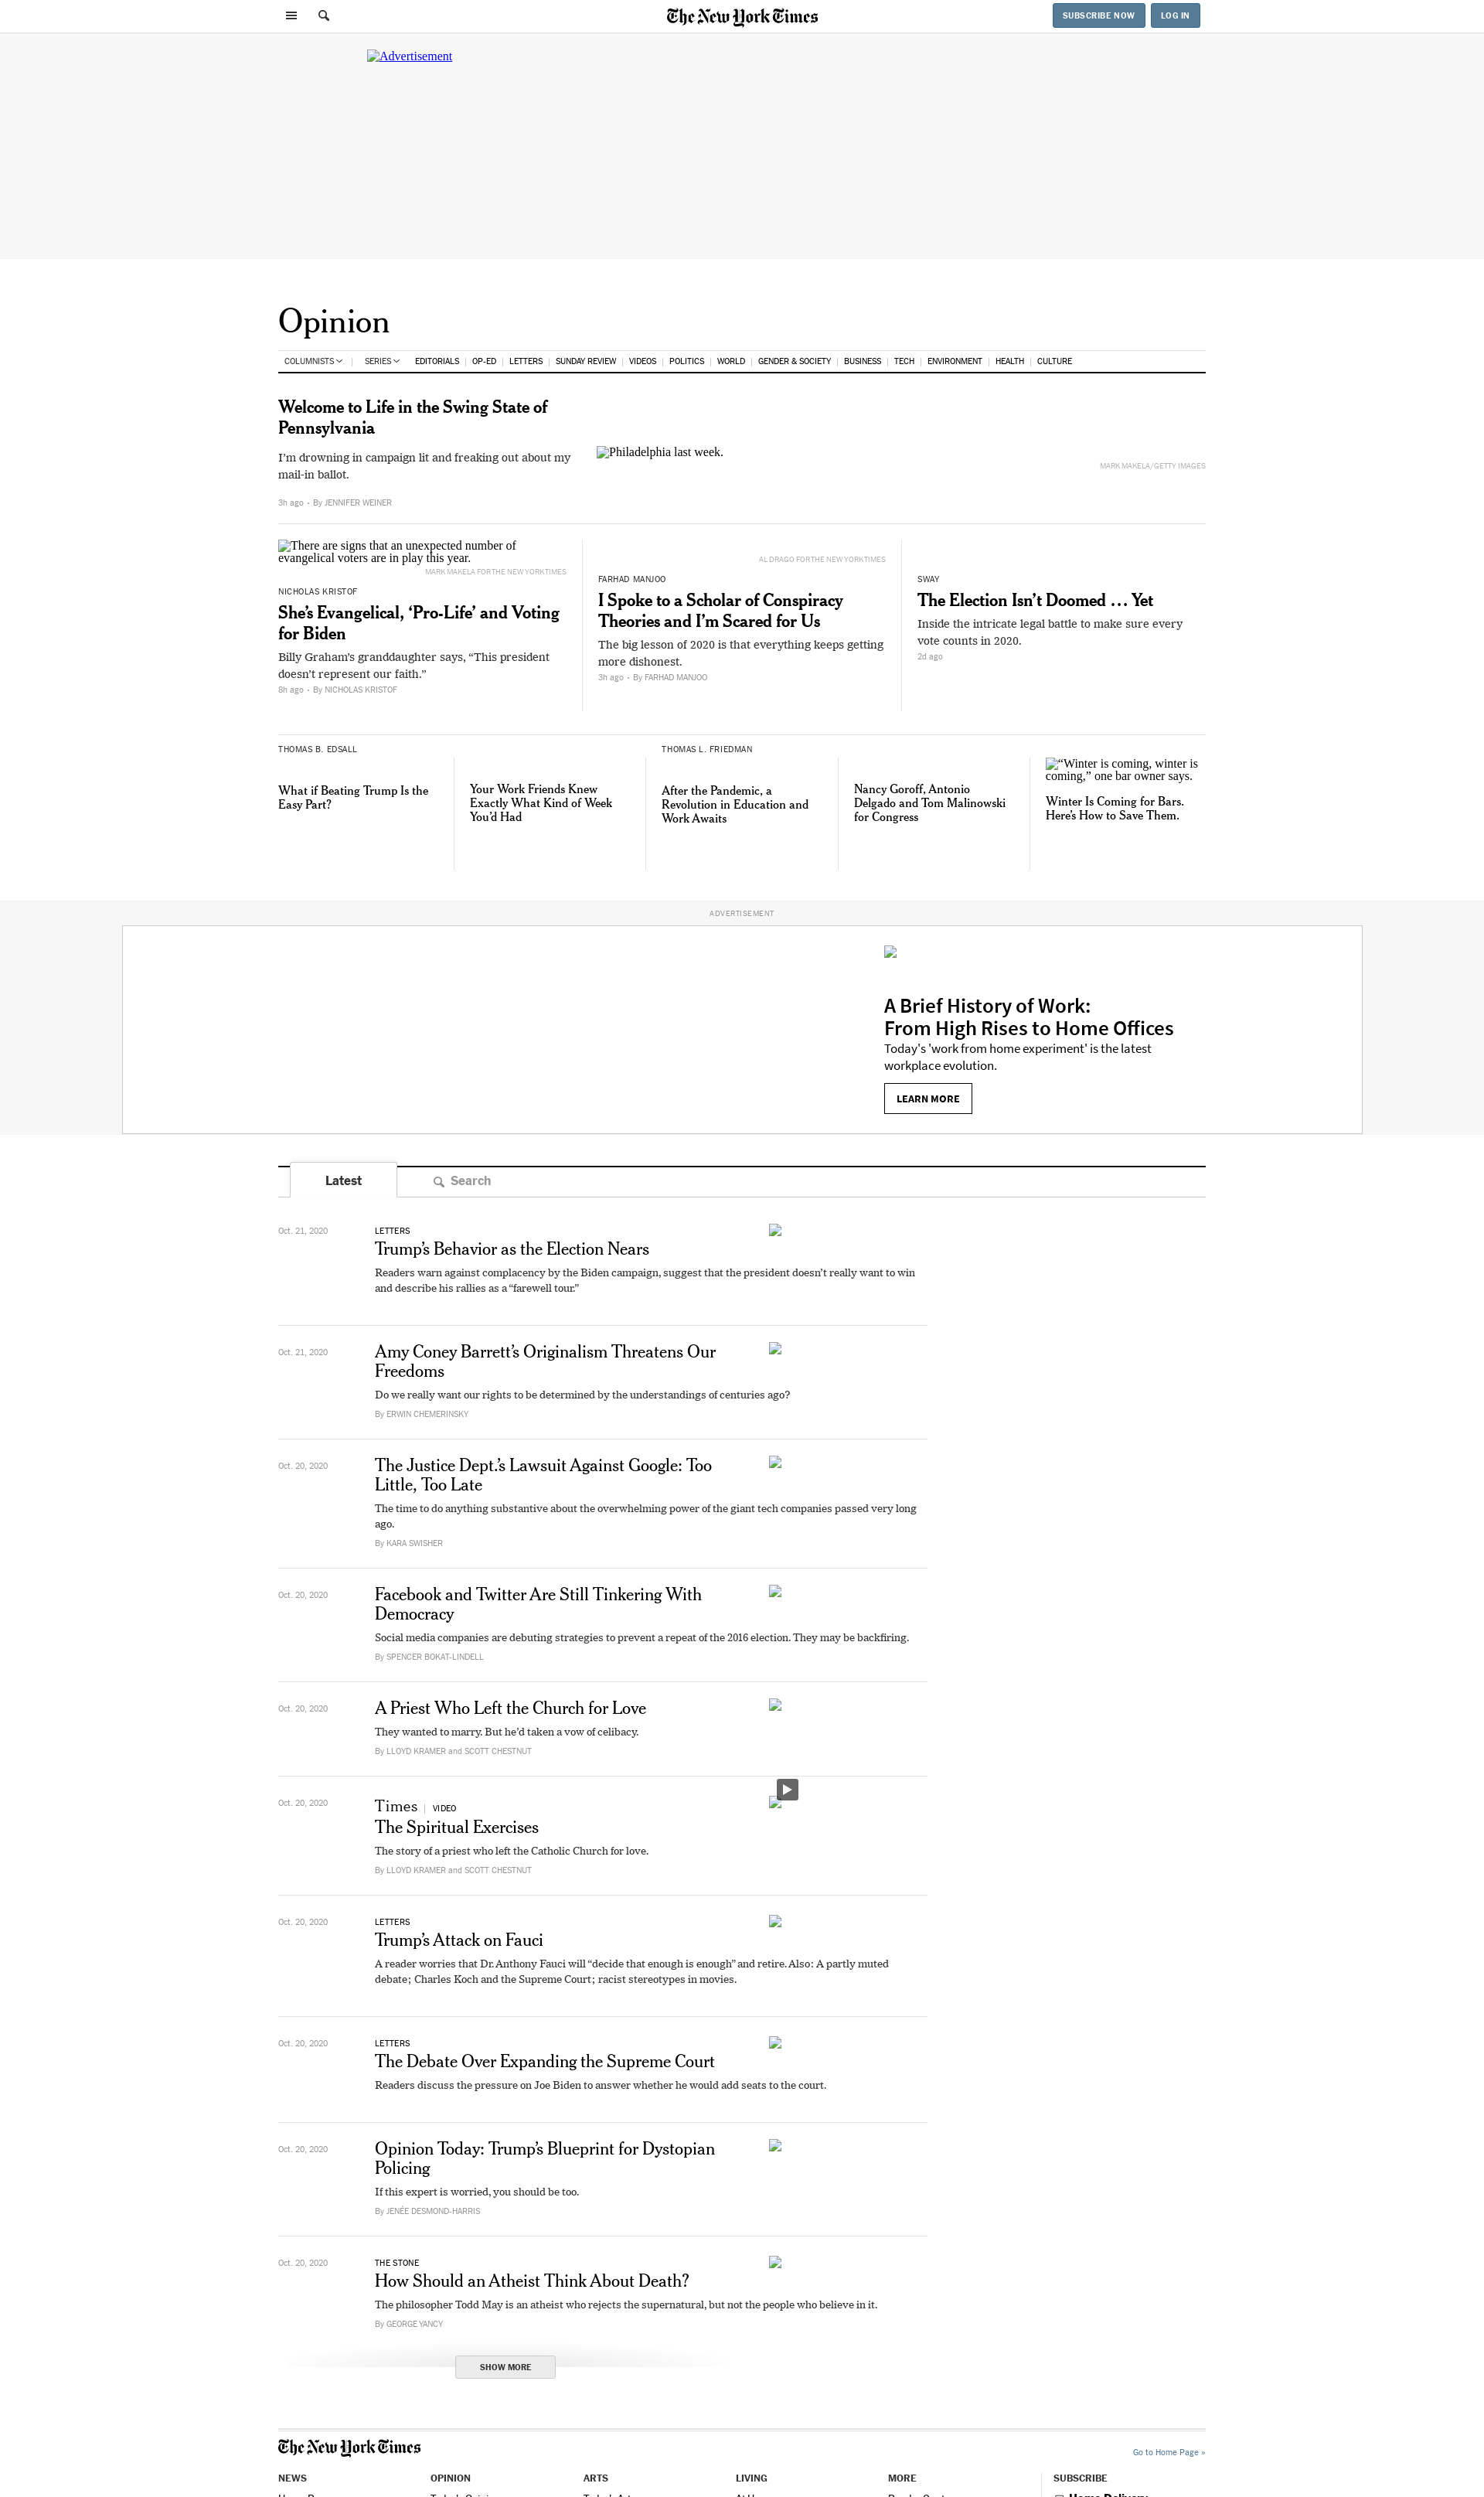 The New York Times
SUBSCRIBE NOW
LOG IN
Advertisement
Opinion
COLUMNISTS
SERIES
EDITORIALS
OP-ED
LETTERS
SUNDAY REVIEW
VIDEOS
POLITICS
WORLD
GENDER & SOCIETY
BUSINESS
TECH
ENVIRONMENT
HEALTH
CULTURE
Welcome to Life in the Swing State of
Pennsylvania
I’m drowning in campaign lit and freaking out about my
mail-in ballot.
3h ago • By JENNIFER WEINER
Philadelphia last week.
MARK MAKELA/GETTY IMAGES
There are signs that an unexpected number of
evangelical voters are in play this year.
MARK MAKELA FOR THE NEW YORK TIMES
NICHOLAS KRISTOF
She’s Evangelical, ‘Pro-Life’ and Voting
for Biden
Billy Graham’s granddaughter says, “This president
doesn’t represent our faith.”
8h ago • By NICHOLAS KRISTOF
AL DRAGO FOR THE NEW YORK TIMES
FARHAD MANJOO
I Spoke to a Scholar of Conspiracy
Theories and I’m Scared for Us
The big lesson of 2020 is that everything keeps getting
more dishonest.
3h ago • By FARHAD MANJOO
SWAY
The Election Isn’t Doomed … Yet
Inside the intricate legal battle to make sure every
vote counts in 2020.
2d ago
THOMAS B. EDSALL
What if Beating Trump Is the
Easy Part?
Your Work Friends Knew
Exactly What Kind of Week
You’d Had
THOMAS L. FRIEDMAN
After the Pandemic, a
Revolution in Education and
Work Awaits
Nancy Goroff, Antonio
Delgado and Tom Malinowski
for Congress
“Winter is coming, winter is
coming,” one bar owner says.
Winter Is Coming for Bars.
Here’s How to Save Them.
ADVERTISEMENT
A Brief History of Work:
From High Rises to Home Offices
Today's 'work from home experiment' is the latest
workplace evolution.
LEARN MORE
Latest
Search
Oct. 21, 2020
LETTERS
Trump’s Behavior as the Election Nears
Readers warn against complacency by the Biden campaign, suggest that the president doesn’t really want to win
and describe his rallies as a “farewell tour.”
Oct. 21, 2020
Amy Coney Barrett’s Originalism Threatens Our
Freedoms
Do we really want our rights to be determined by the understandings of centuries ago?
By ERWIN CHEMERINSKY
Oct. 20, 2020
The Justice Dept.’s Lawsuit Against Google: Too
Little, Too Late
The time to do anything substantive about the overwhelming power of the giant tech companies passed very long
ago.
By KARA SWISHER
Oct. 20, 2020
Facebook and Twitter Are Still Tinkering With
Democracy
Social media companies are debuting strategies to prevent a repeat of the 2016 election. They may be backfiring.
By SPENCER BOKAT-LINDELL
Oct. 20, 2020
A Priest Who Left the Church for Love
They wanted to marry. But he’d taken a vow of celibacy.
By LLOYD KRAMER and SCOTT CHESTNUT
Oct. 20, 2020
Times | VIDEO
The Spiritual Exercises
The story of a priest who left the Catholic Church for love.
By LLOYD KRAMER and SCOTT CHESTNUT
Oct. 20, 2020
LETTERS
Trump’s Attack on Fauci
A reader worries that Dr. Anthony Fauci will “decide that enough is enough” and retire. Also: A partly muted
debate; Charles Koch and the Supreme Court; racist stereotypes in movies.
Oct. 20, 2020
LETTERS
The Debate Over Expanding the Supreme Court
Readers discuss the pressure on Joe Biden to answer whether he would add seats to the court.
Oct. 20, 2020
Opinion Today: Trump’s Blueprint for Dystopian
Policing
If this expert is worried, you should be too.
By JENÉE DESMOND-HARRIS
Oct. 20, 2020
THE STONE
How Should an Atheist Think About Death?
The philosopher Todd May is an atheist who rejects the supernatural, but not the people who believe in it.
By GEORGE YANCY
SHOW MORE
The New York Times
Go to Home Page »
NEWS
OPINION
ARTS
LIVING
MORE
SUBSCRIBE